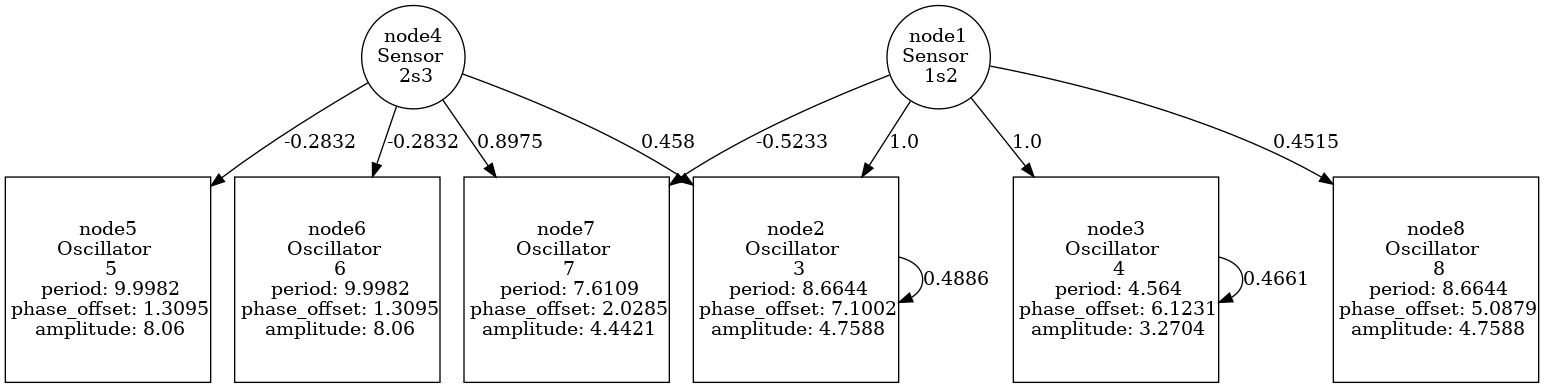 node4
Sensor
2s3
node1
Sensor
1s2
-0.2832
-0.2832
0.8975
0.458
-0.5233
1.0
1.0
0.4515
node5
Oscillator
5
period: 9.9982
phase_offset: 1.3095
amplitude: 8.06
node6
Oscillator
6
period: 9.9982
phase_offset: 1.3095
amplitude: 8.06
node7
Oscillator
7
period: 7.6109
phase_offset: 2.0285
amplitude: 4.4421
node2
Oscillator
3
period: 8.6644
phase_offset: 7.1002
amplitude: 4.7588
0.4886
node3
Oscillator
4
period: 4.564
phase_offset: 6.1231
amplitude: 3.2704
0.4661
node8
Oscillator
8
period: 8.6644
phase_offset: 5.0879
amplitude: 4.7588